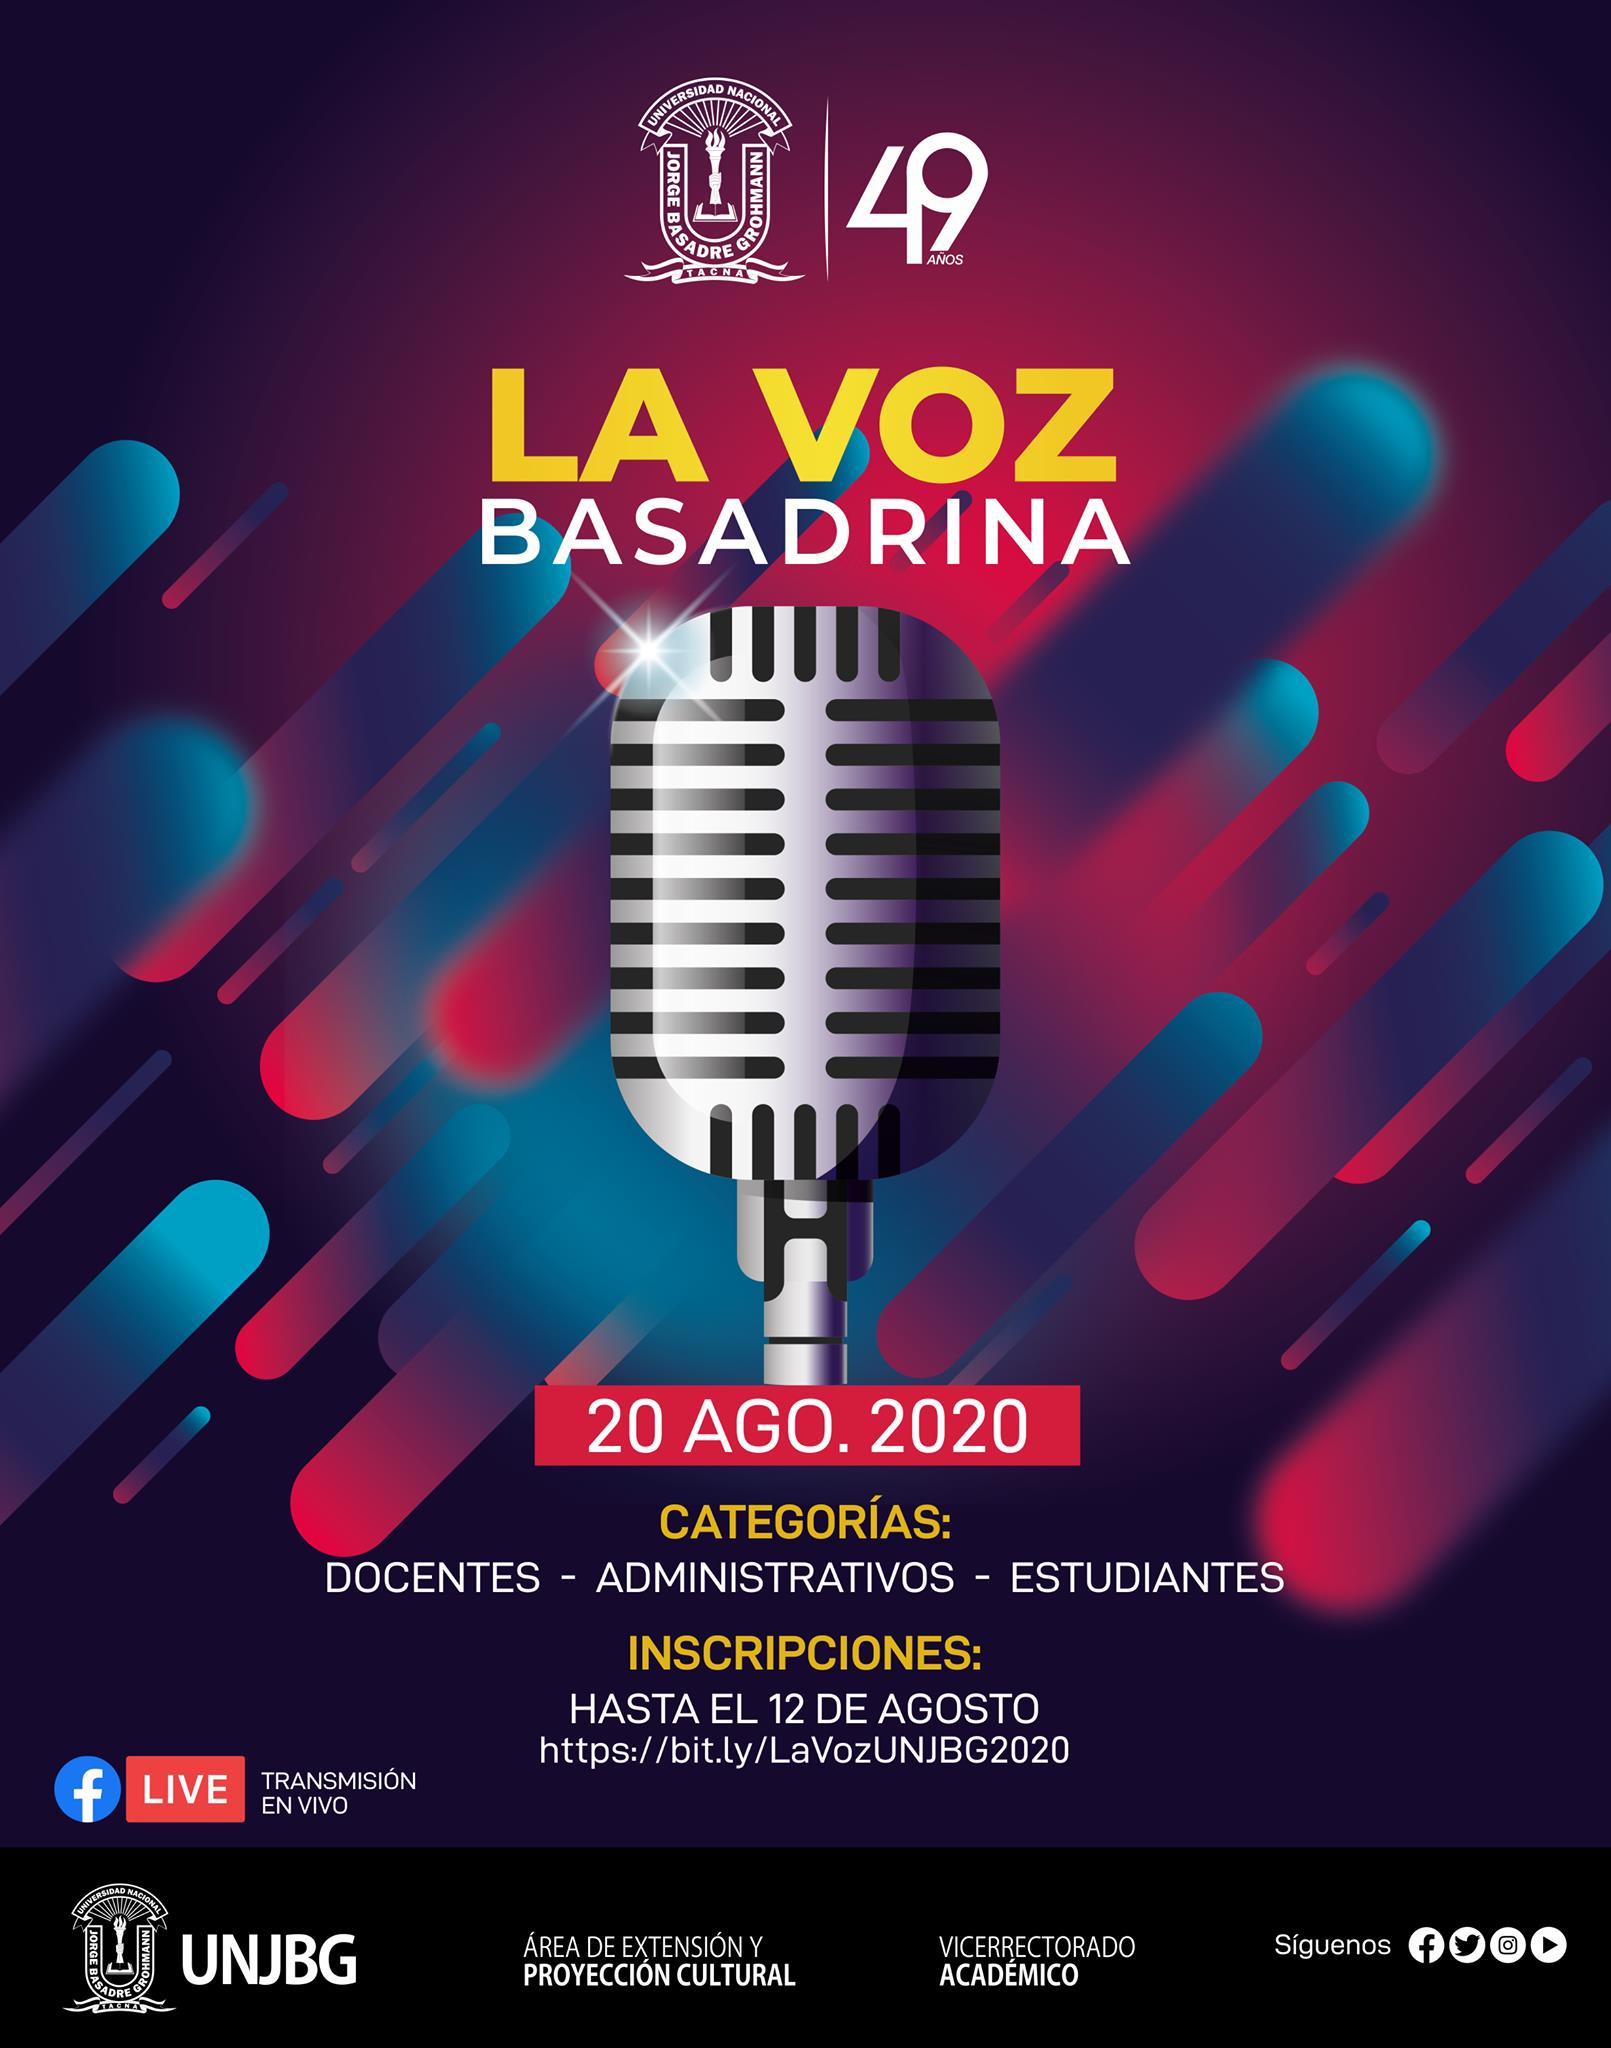 UNIVERSIDAD NACIONAL
JORGE BASADRE GROHMANN
TACNA
49
AÑOS
LA VOZ
BASADRINA
20 AGO. 2020
CATEGORÍAS:
DOCENTES - ADMINISTRATIVOS - ESTUDIANTES
INSCRIPCIONES:
HASTA EL 12 DE AGOSTO
https://bit.ly/LaVozUNJBG2020
LIVE
TRANSMISIÓN
EN VIVO
UNIVERSIDAD NACIONAL
JORGE BASADRE GROHMANN
TACNA
UNJBG
ÁREA DE EXTENSIÓN Y
PROYECCIÓN CULTURAL
VICERRECTORADO
ACADÉMICO
Síguenos